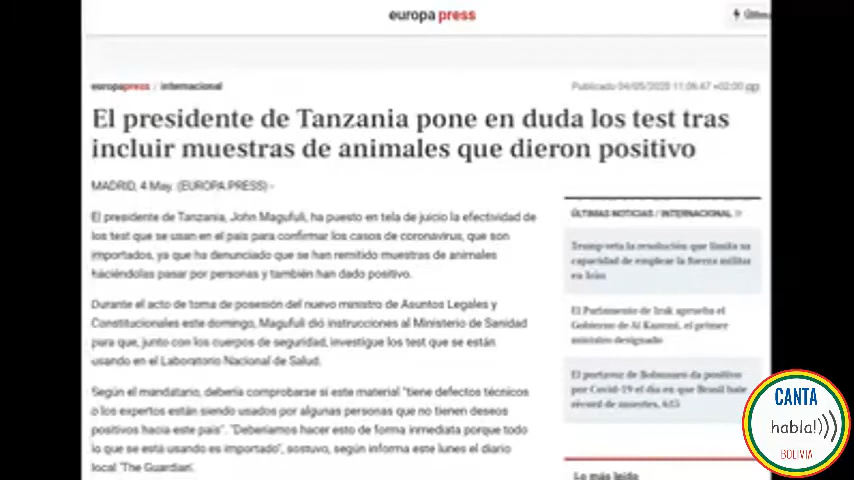 europa press
europapress / internacional
Publicado 04/05/2020 11:06:47 +02:00
El presidente de Tanzania pone en duda los test tras
incluir muestras de animales que dieron positivo
MADRID, 4 May. (EUROPA PRESS) -
El presidente de Tanzania, John Magufuli, ha puesto en tela de juicio la efectividad de
los test que se usan en el país para confirmar los casos de coronavirus, que son
importados, ya que ha denunciado que se han remitido muestras de animales
haciéndolas pasar por personas y también han dado positivo.
Durante el acto de toma de posesión del nuevo ministro de Asuntos Legales y
Constitucionales este domingo, Magufuli dió instrucciones al Ministerio de Sanidad
para que, junto con los cuerpos de seguridad, investigue los test que se están
usando en el Laboratorio Nacional de Salud.
Según el mandatario, debería comprobarse si este material "tiene defectos técnicos
o los expertos están siendo usados por algunas personas que no tienen deseos
positivos hacia este país". "Deberíamos hacer esto de forma inmediata porque todo
lo que se está usando es importado", sostuvo, según informa este lunes el diario
local 'The Guardian'.
ÚLTIMAS NOTICIAS / INTERNACIONAL
Trump veta la resolución que limita su
capacidad de emplear la fuerza militar
en Irán
El Parlamento de Irak aprueba el
Gobierno de Al Kazemi, el primer
ministro designado
El portavoz de Bolsonaro da positivo
por Covid-19 el día en que Brasil bate
récord de muertes, 615
Lo más leído
CANTA
habla!)))
BOLIVIA